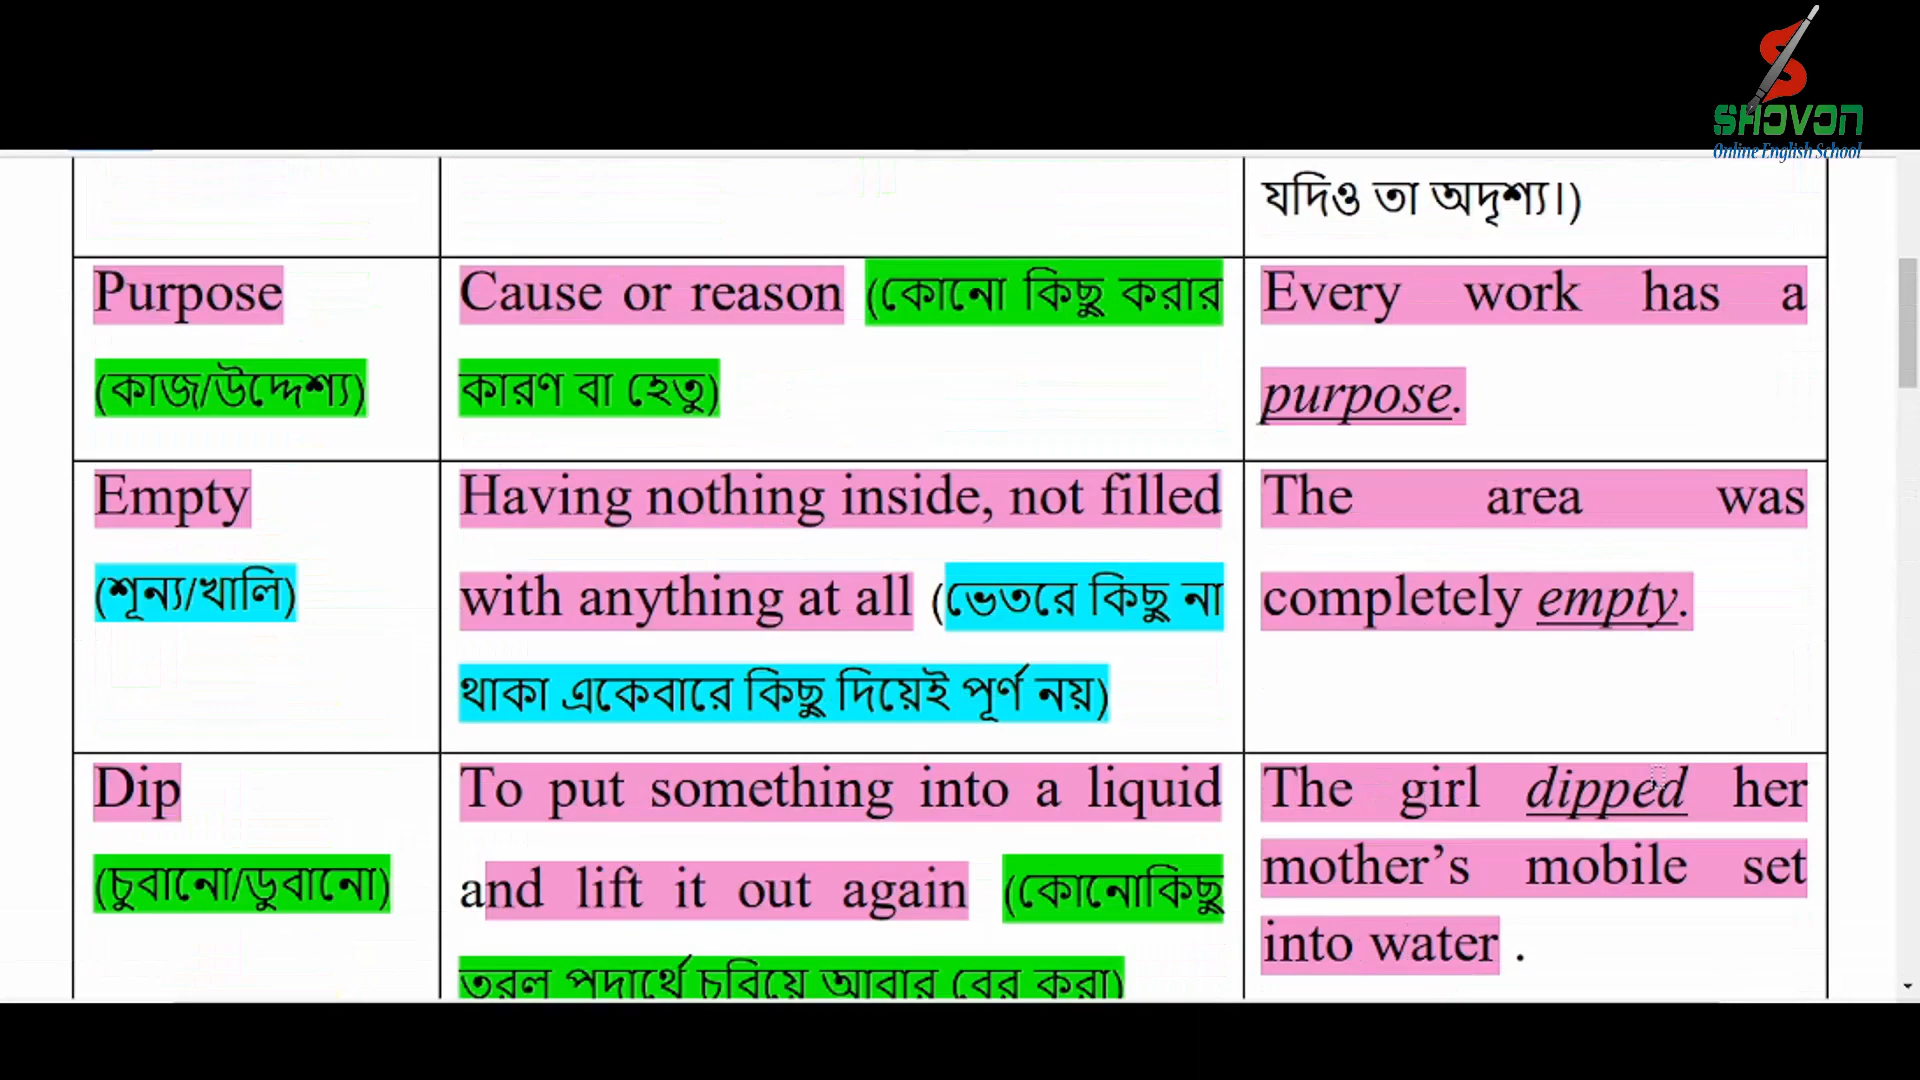 SHOVON
Online English School
যদিও তা অদৃশ্য।)
Purpose
(কাজ/উদ্দেশ্য)
Cause or reason (কোনো কিছু করার
কারণ বা হেতু)
Every work has a
purpose.
Empty
(শূন্য/খালি)
Having nothing inside, not filled
with anything at all (ভেতরে কিছু না
থাকা একেবারে কিছু দিয়েই পূর্ণ নয়)
The area was
completely empty.
Dip
(চুবানো/ডুবানো)
To put something into a liquid
and lift it out again (কোনোকিছু
তরল পদার্থে চুবিয়ে আবার বের করা)
The girl dipped her
mother’s mobile set
into water .